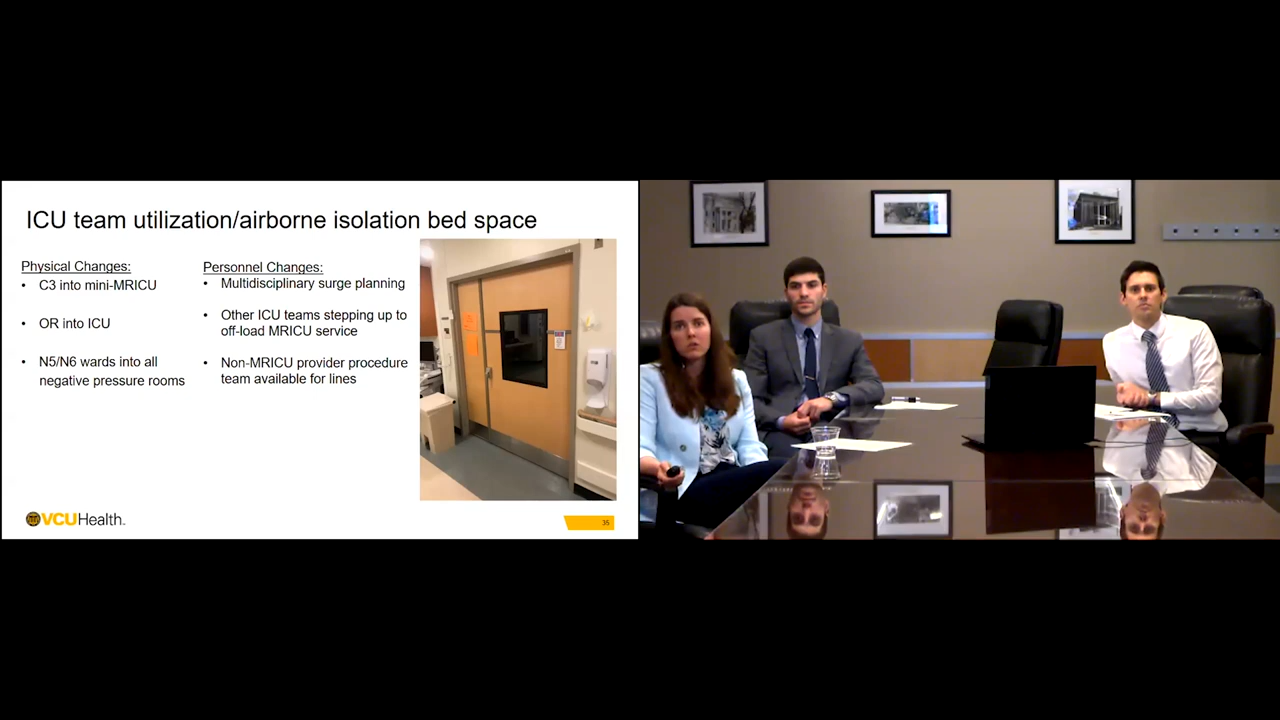 ICU team utilization/airborne isolation bed space
Physical Changes:
• C3 into mini-MRICU
• OR into ICU
• N5/N6 wards into all
negative pressure rooms
Personnel Changes:
• Multidisciplinary surge planning
• Other ICU teams stepping up to
off-load MRICU service
• Non-MRICU provider procedure
team available for lines
VCUHealth.
35